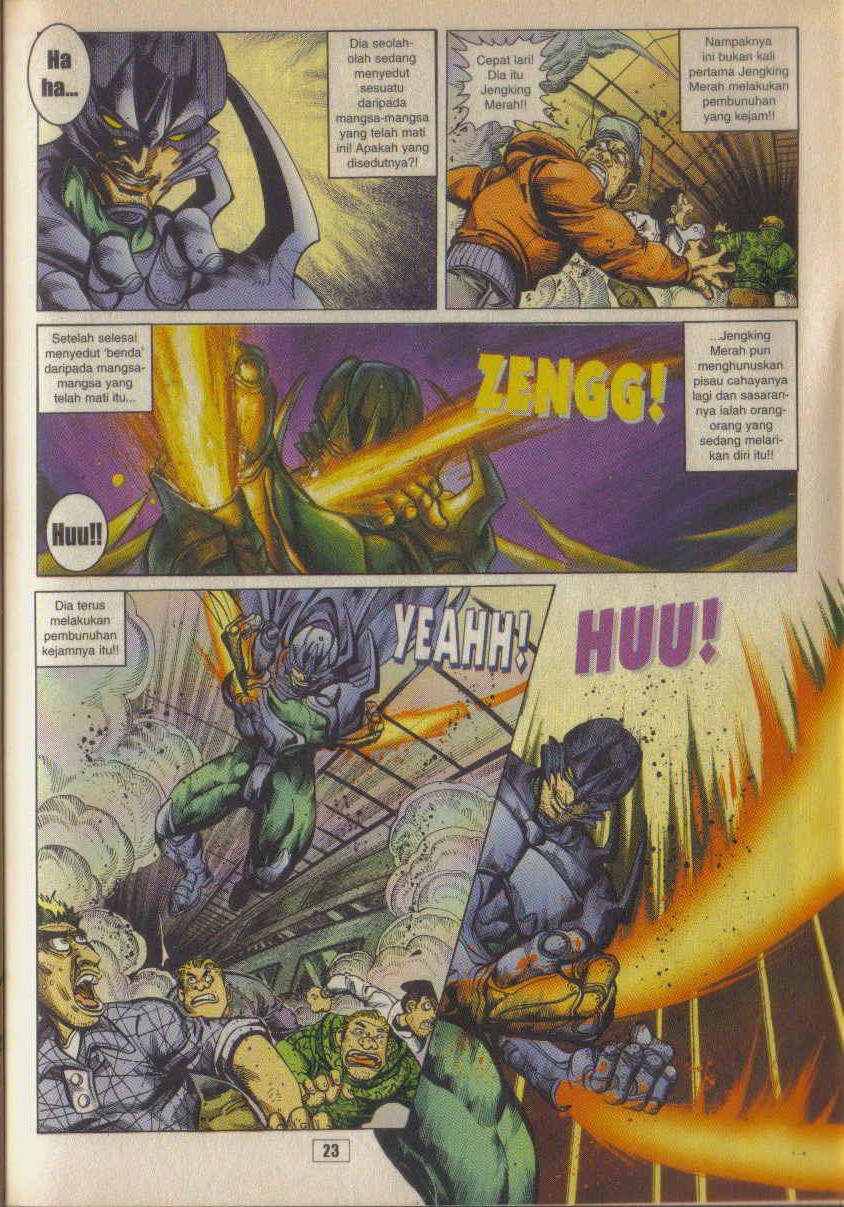 Ha
ha...
Dia seolah-
olah sedang
menyedut
sesuatu
daripada
mangsa-mangsa
yang telah mati
ini! Apakah yang
disedutnya?!
Cepat lari!
Dia itu
Jengking
Merah!!
Nampaknya
ini bukan kali
pertama Jengking
Merah melakukan
pembunuhan
yang kejam!!
Setelah selesai
menyedut 'benda'
daripada mangsa-
mangsa yang
telah mati itu...
Huu!!
ZENGG!
...Jengking
Merah pun
menghunuskan
pisau cahayanya
lagi dan sasaran-
nya ialah orang-
orang yang
sedang melari-
kan diri itu!!
Dia terus
melakukan
pembunuhan
kejamnya itu!!
YEAHH!
HUU!
23